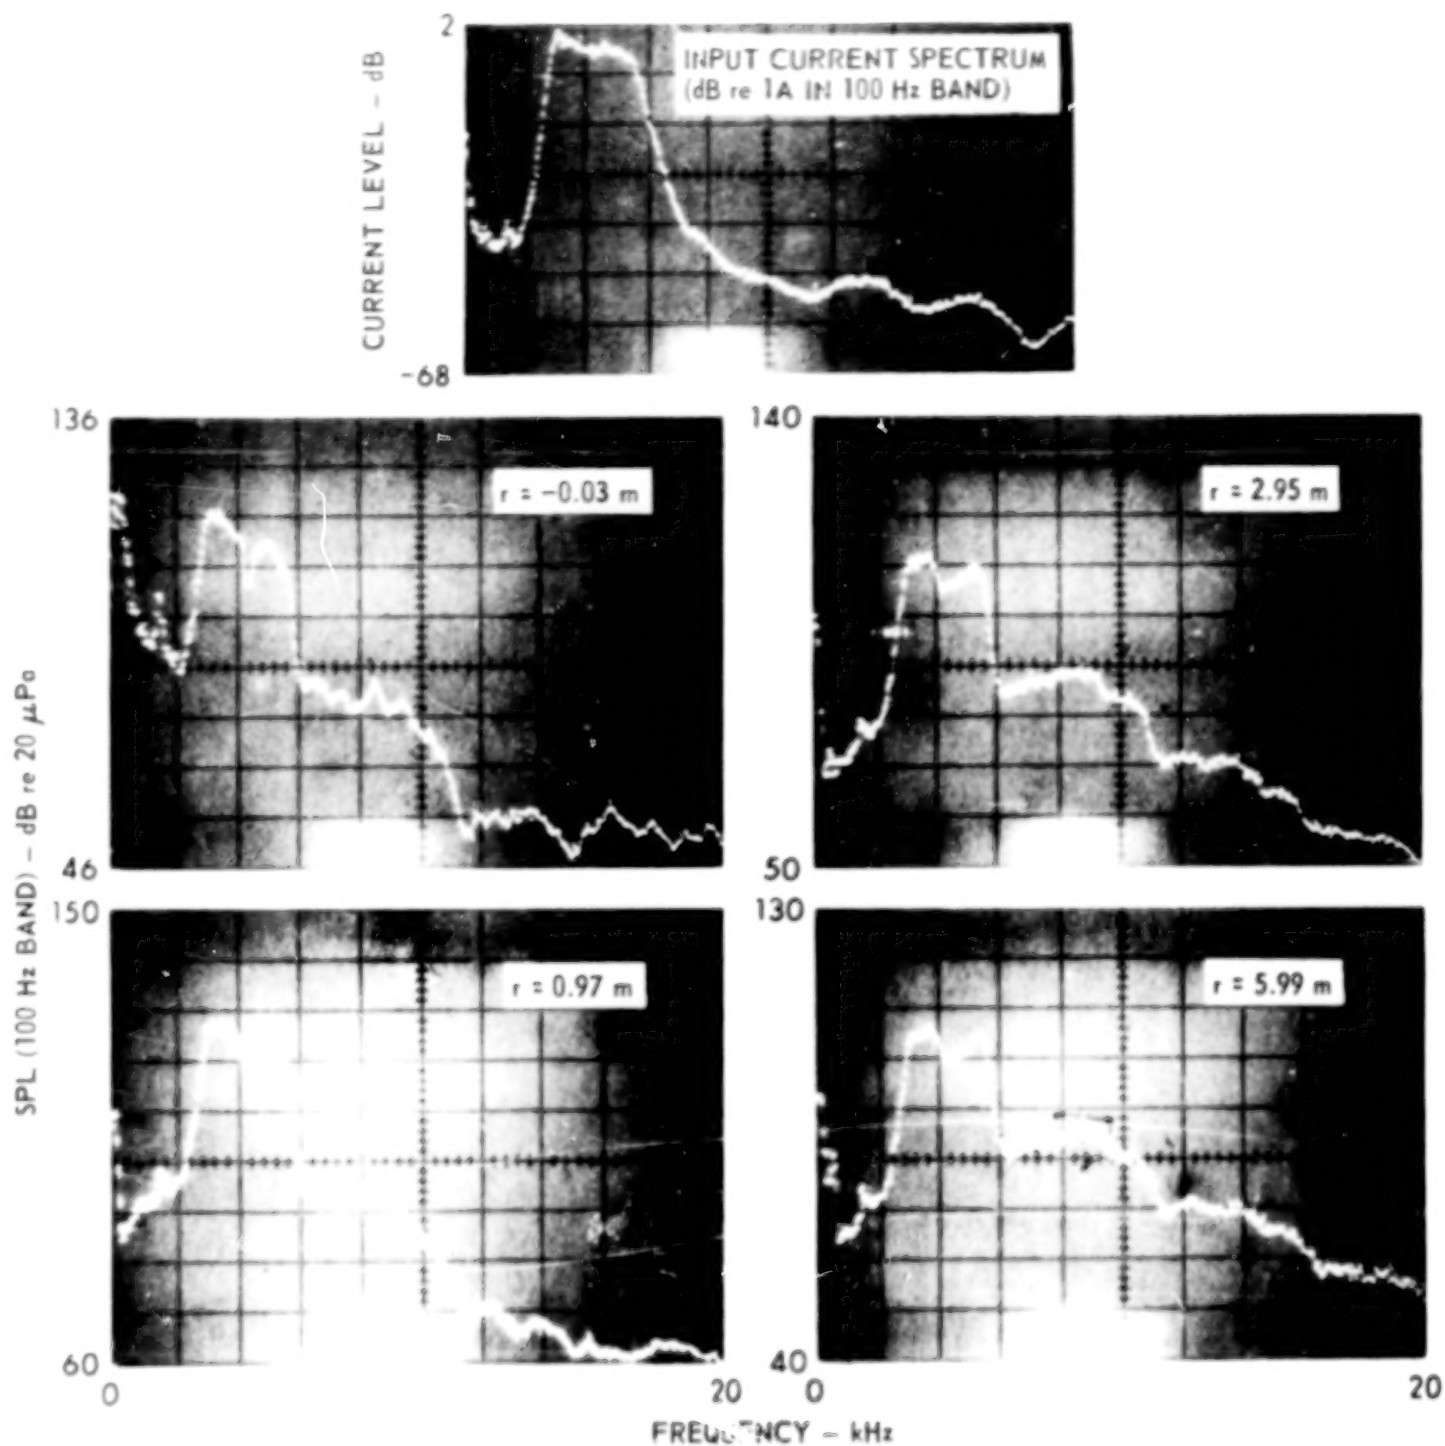 2
CURRENT LEVEL – dB
INPUT CURRENT SPECTRUM
(dB re 1A IN 100 Hz BAND)
-68
136
r = -0.03 m
46
140
r = 2.95 m
50
SPL (100 Hz BAND) – dB re 20 μPa
150
r = 0.97 m
60
130
r = 5.99 m
40
0
20
0
20
FREQUENCY – kHz